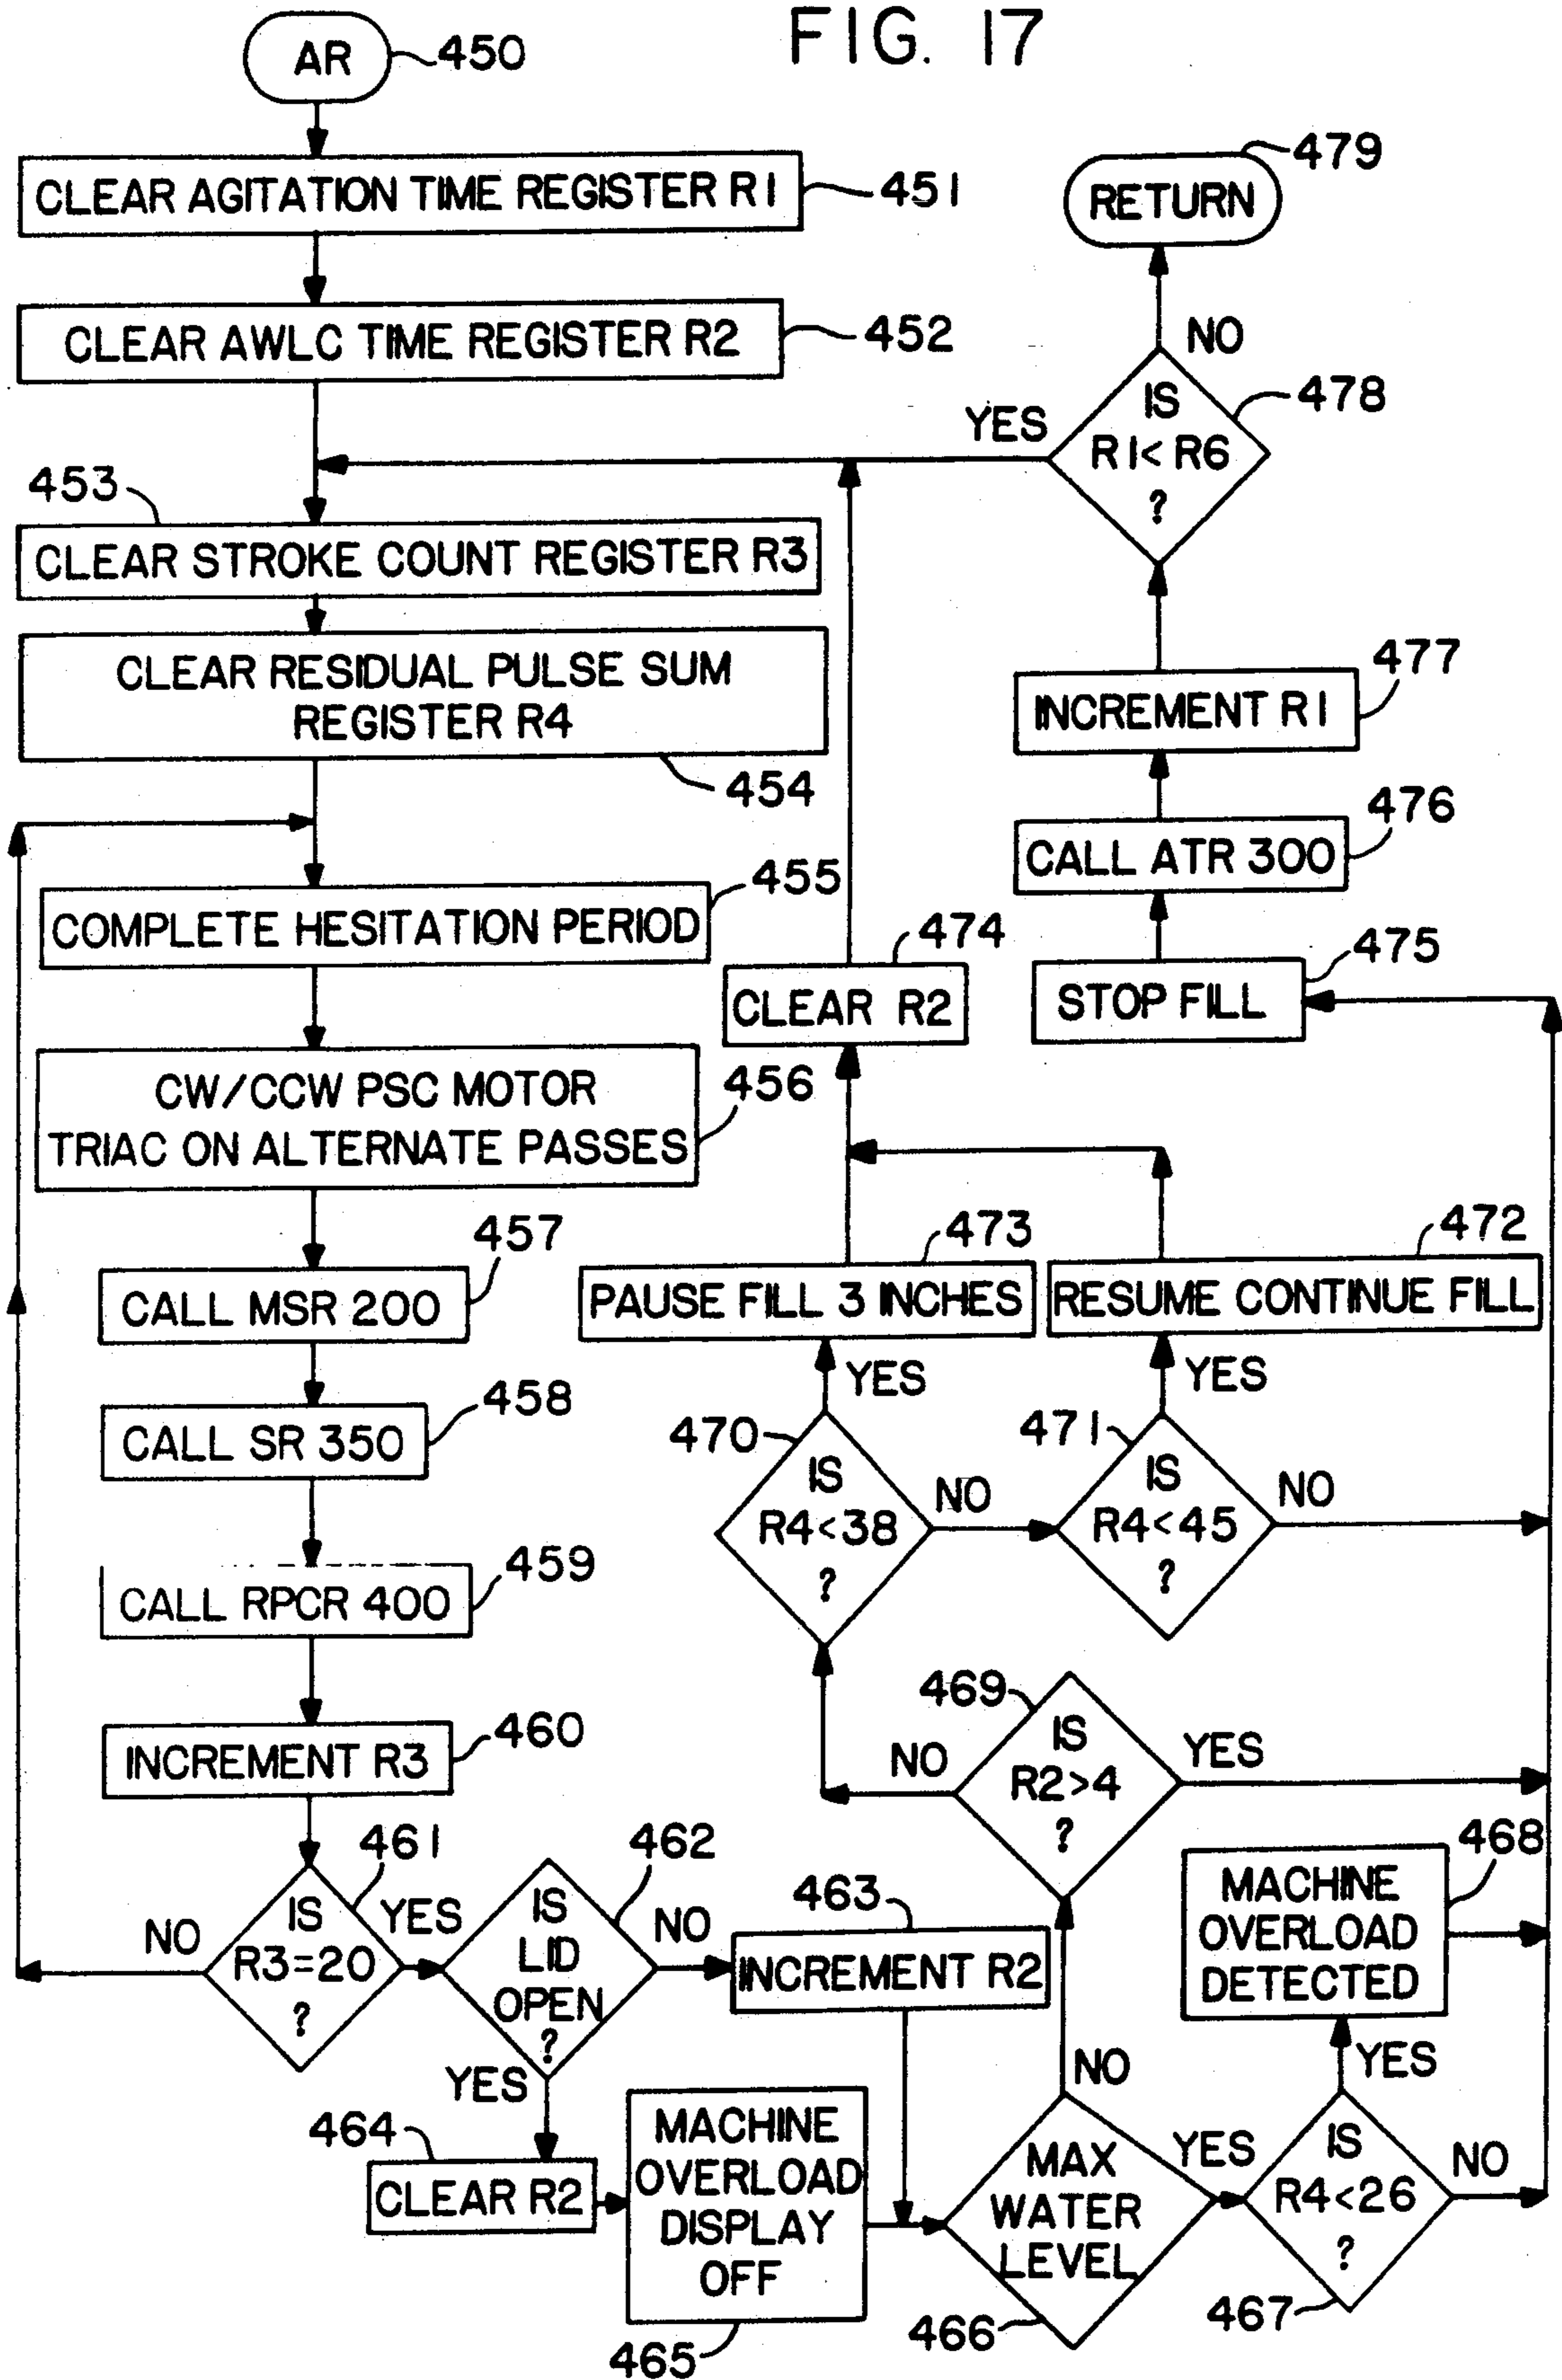 FIG. 17
AR
450
CLEAR AGITATION TIME REGISTER R1
451
CLEAR AWLC TIME REGISTER R2
452
453
CLEAR STROKE COUNT REGISTER R3
CLEAR RESIDUAL PULSE SUM
REGISTER R4
454
COMPLETE HESITATION PERIOD
455
CW/CCW PSC MOTOR
TRIAC ON ALTERNATE PASSES
456
CALL MSR 200
457
CALL SR 350
458
CALL RPCR 400
459
INCREMENT R3
460
IS
R3=20
?
461
NO
YES
IS
LID
OPEN
?
462
NO
YES
INCREMENT R2
463
CLEAR R2
464
MACHINE
OVERLOAD
DISPLAY
OFF
465
MAX
WATER
LEVEL
466
NO
YES
IS
R4<26
?
467
YES
NO
MACHINE
OVERLOAD
DETECTED
468
IS
R2>4
?
469
NO
YES
IS
R4<38
?
470
YES
NO
IS
R4<45
?
471
YES
NO
RESUME CONTINUE FILL
472
PAUSE FILL 3 INCHES
473
CLEAR R2
474
STOP FILL
475
CALL ATR 300
476
INCREMENT R1
477
IS
R1<R6
?
478
YES
NO
RETURN
479